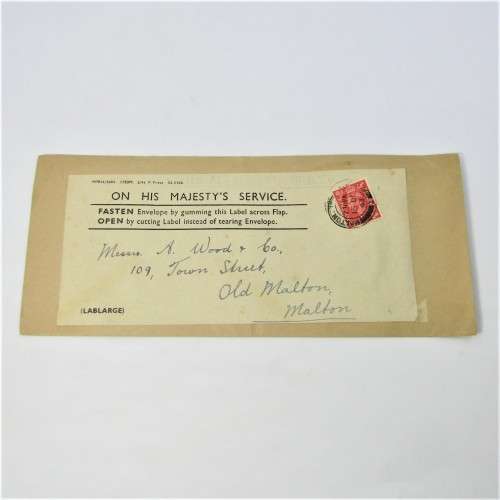 ON HIS MAJESTY'S SERVICE.
FASTEN Envelope by gumming this Label across Flap.
OPEN by cutting Label instead of tearing Envelope.
Messrs A. Wood & Co.,
109, Town Street,
Old Malton,
Malton
(LABLARGE)